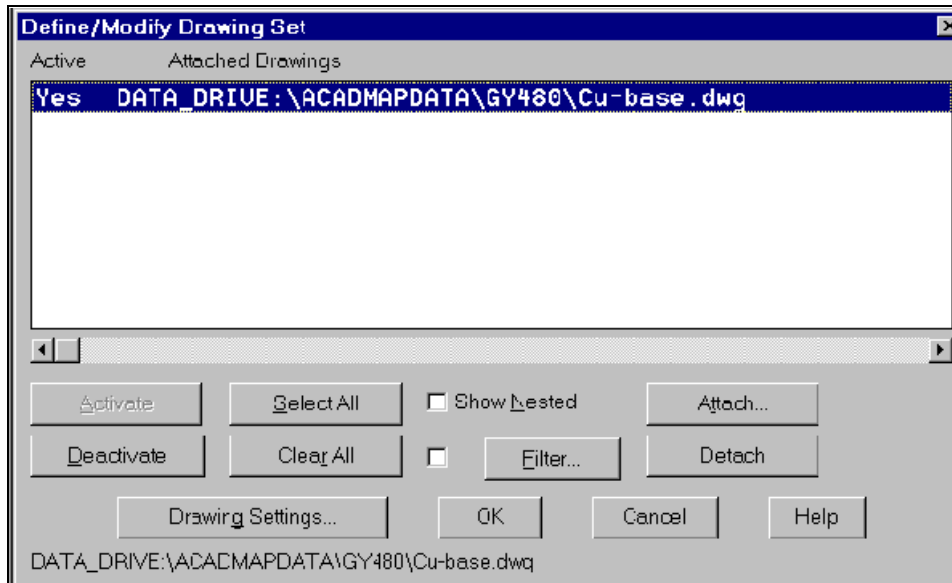 Define/Modify Drawing Set
Active Attached Drawings
Yes DATA_DRIVE:\ACADMAPDATA\GY480\Cu-base.dwg
Activate Select All Show Nested Attach...
Deactivate Clear All Filter... Detach
Drawing Settings... OK Cancel Help
DATA_DRIVE:\ACADMAPDATA\GY480\Cu-base.dwg